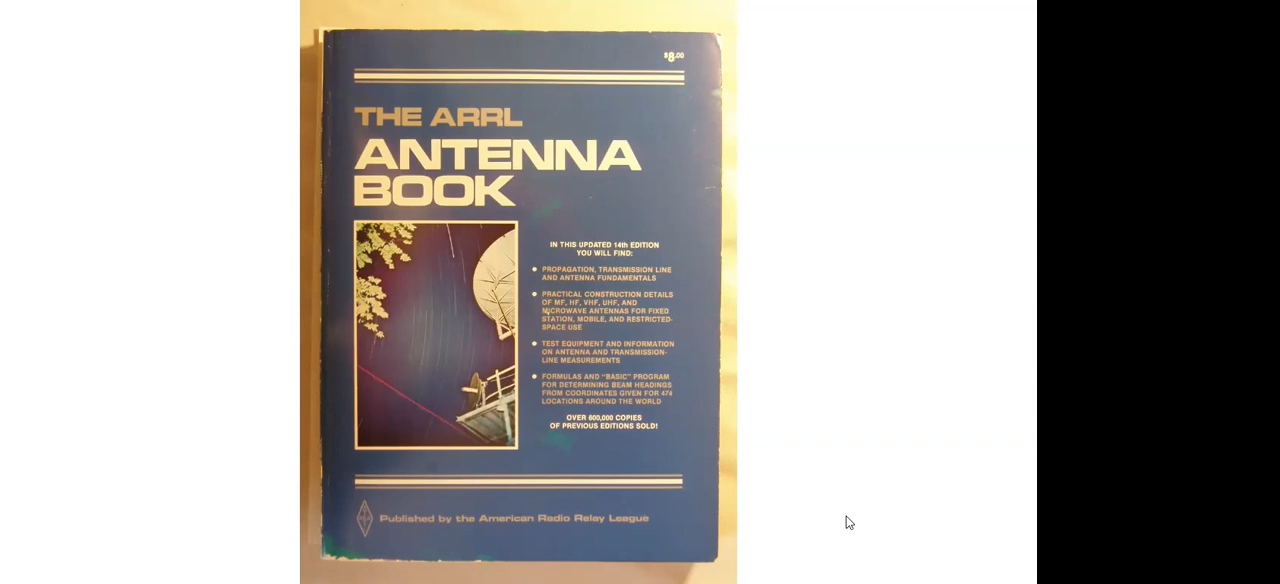 $8.00
THE ARRL
ANTENNA
BOOK
IN THIS UPDATED 14th EDITION
YOU WILL FIND:
● PROPAGATION, TRANSMISSION LINE
AND ANTENNA FUNDAMENTALS
● PRACTICAL CONSTRUCTION DETAILS
OF MF, HF, VHF, UHF, AND
MICROWAVE ANTENNAS FOR FIXED
STATION, MOBILE, AND RESTRICTED-
SPACE USE
● TEST EQUIPMENT AND INFORMATION
ON ANTENNA AND TRANSMISSION-
LINE MEASUREMENTS
● FORMULAS AND "BASIC" PROGRAM
FOR DETERMINING BEAM HEADINGS
FROM COORDINATES GIVEN FOR 474
LOCATIONS AROUND THE WORLD
OVER 600,000 COPIES
OF PREVIOUS EDITIONS SOLD!
Published by the American Radio Relay League